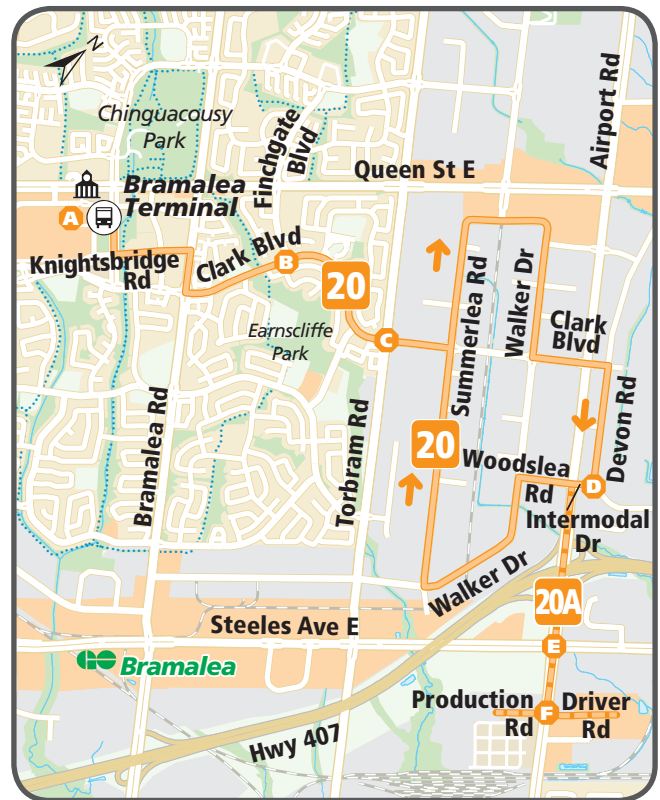 N
Chinguacousy
Park
Finchgate
Blvd
Airport Rd
Queen St E
Bramalea
Terminal
A
Knightsbridge
Rd
Clark Blvd
B
20
Earnscliffe
Park
C
Summerlea Rd
Walker Dr
Clark
Blvd
Devon Rd
Bramalea Rd
Torbram Rd
20
Woodslea
Rd
D
Intermodal
Dr
Walker Dr
20A
Steeles Ave E
E
GO Bramalea
Production
Rd
F
Driver
Rd
Hwy 407